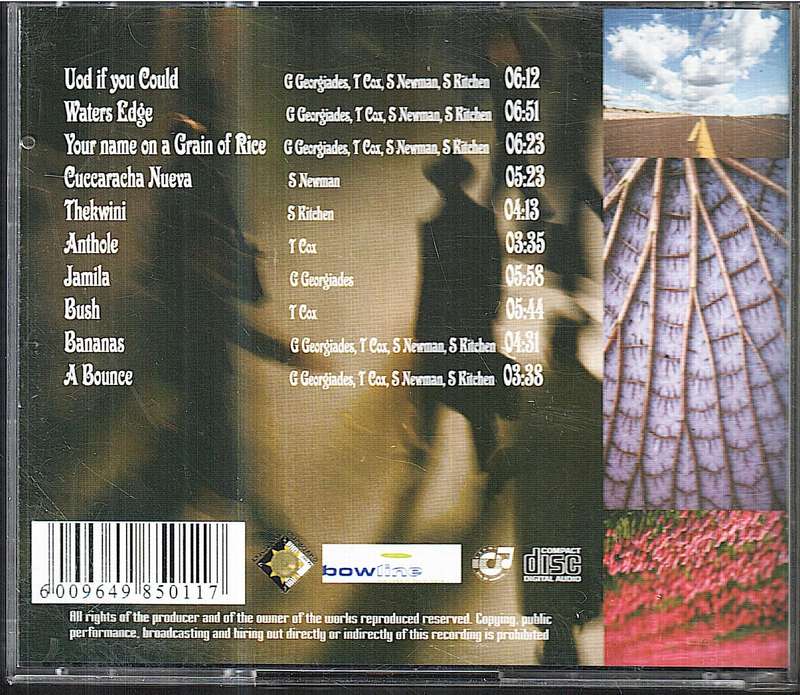 Uod if you Could G Georgiades, T Cox, S Newman, S Kitchen 06:12
Waters Edge G Georgiades, T Cox, S Newman, S Kitchen 06:51
Your name on a Grain of Rice G Georgiades, T Cox, S Newman, S Kitchen 06:23
Cuccaracha Nueva S Newman 05:23
Thekwini S Kitchen 04:13
Anthole T Cox 03:35
Jamila G Georgiades 05:58
Bush T Cox 05:44
Bananas G Georgiades, T Cox, S Newman, S Kitchen 04:31
A Bounce G Georgiades, T Cox, S Newman, S Kitchen 03:38
6 009649 850117
bowline
COMPACT
disc
DIGITAL AUDIO
All rights of the producer and of the owner of the works reproduced reserved. Copying, public
performance, broadcasting and hiring out directly or indirectly of this recording is prohibited